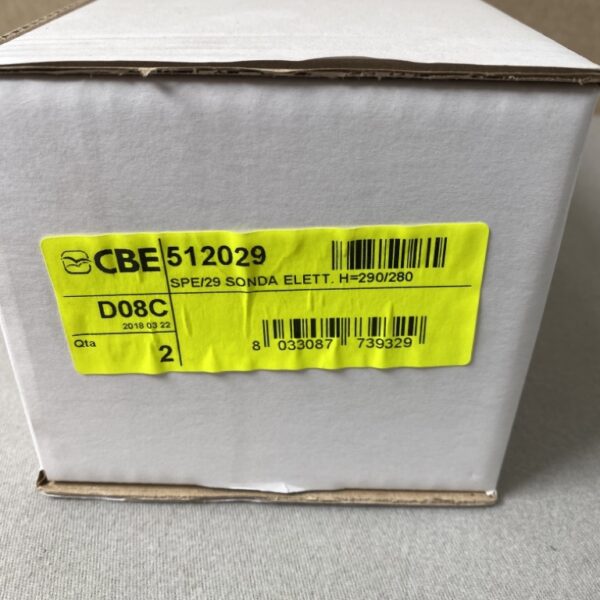 CBE 512029
SPE/29 SONDA ELETT. H=290/280
D08C
2018 03 22
Qta
2
8 033087 739329